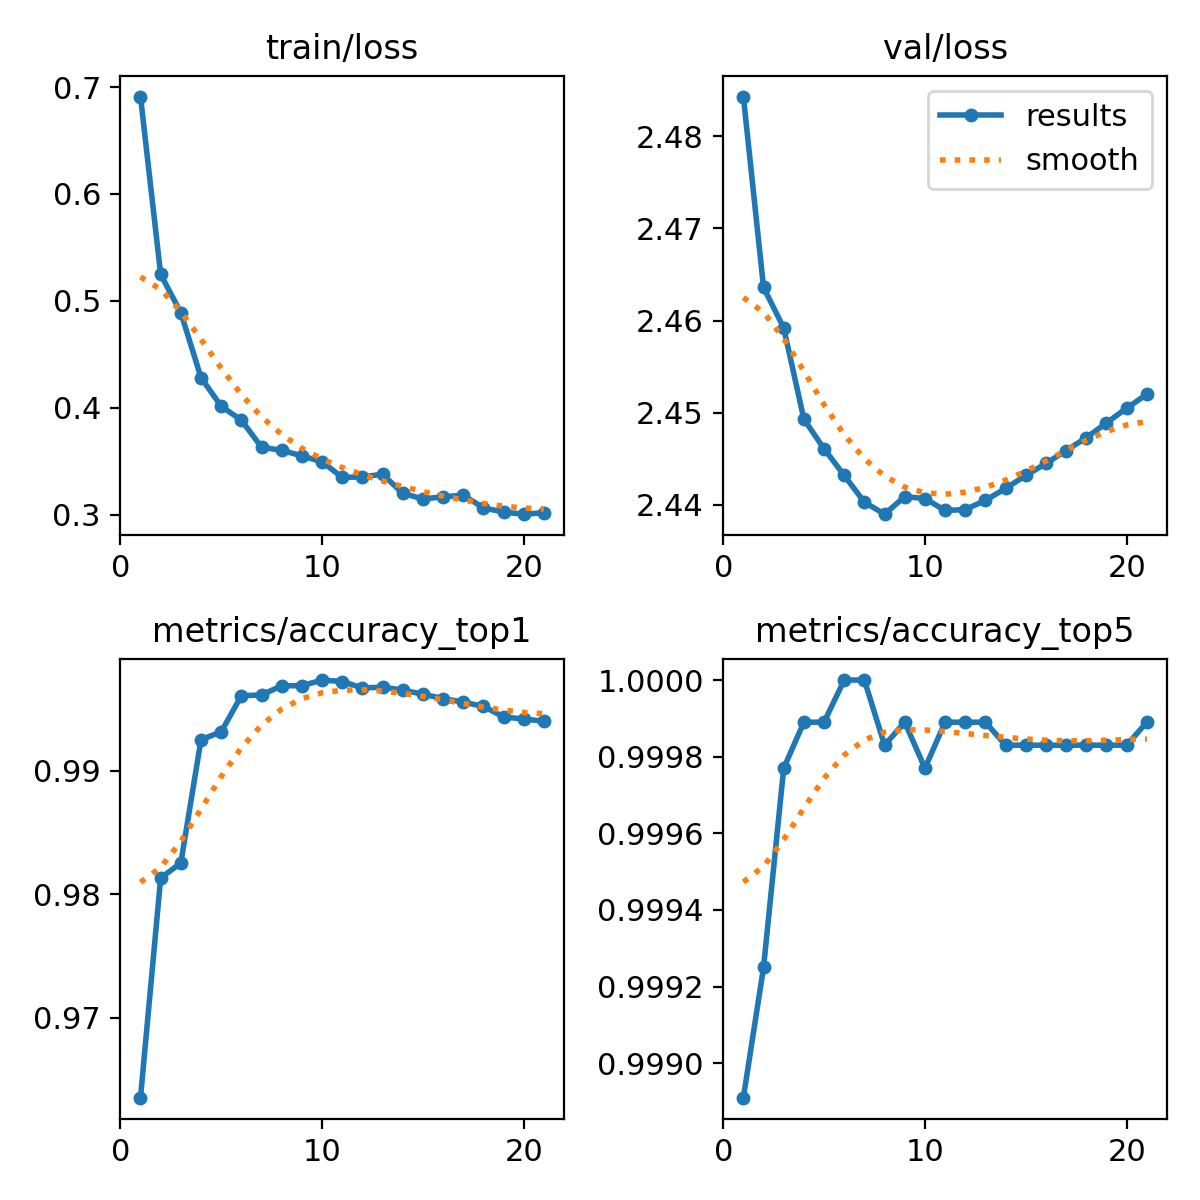 train/loss
0.7
0.6
0.5
0.4
0.3
0 10 20
val/loss
results
smooth
2.48
2.47
2.46
2.45
2.44
0 10 20
metrics/accuracy_top1
0.99
0.98
0.97
0 10 20
metrics/accuracy_top5
1.0000
0.9998
0.9996
0.9994
0.9992
0.9990
0 10 20